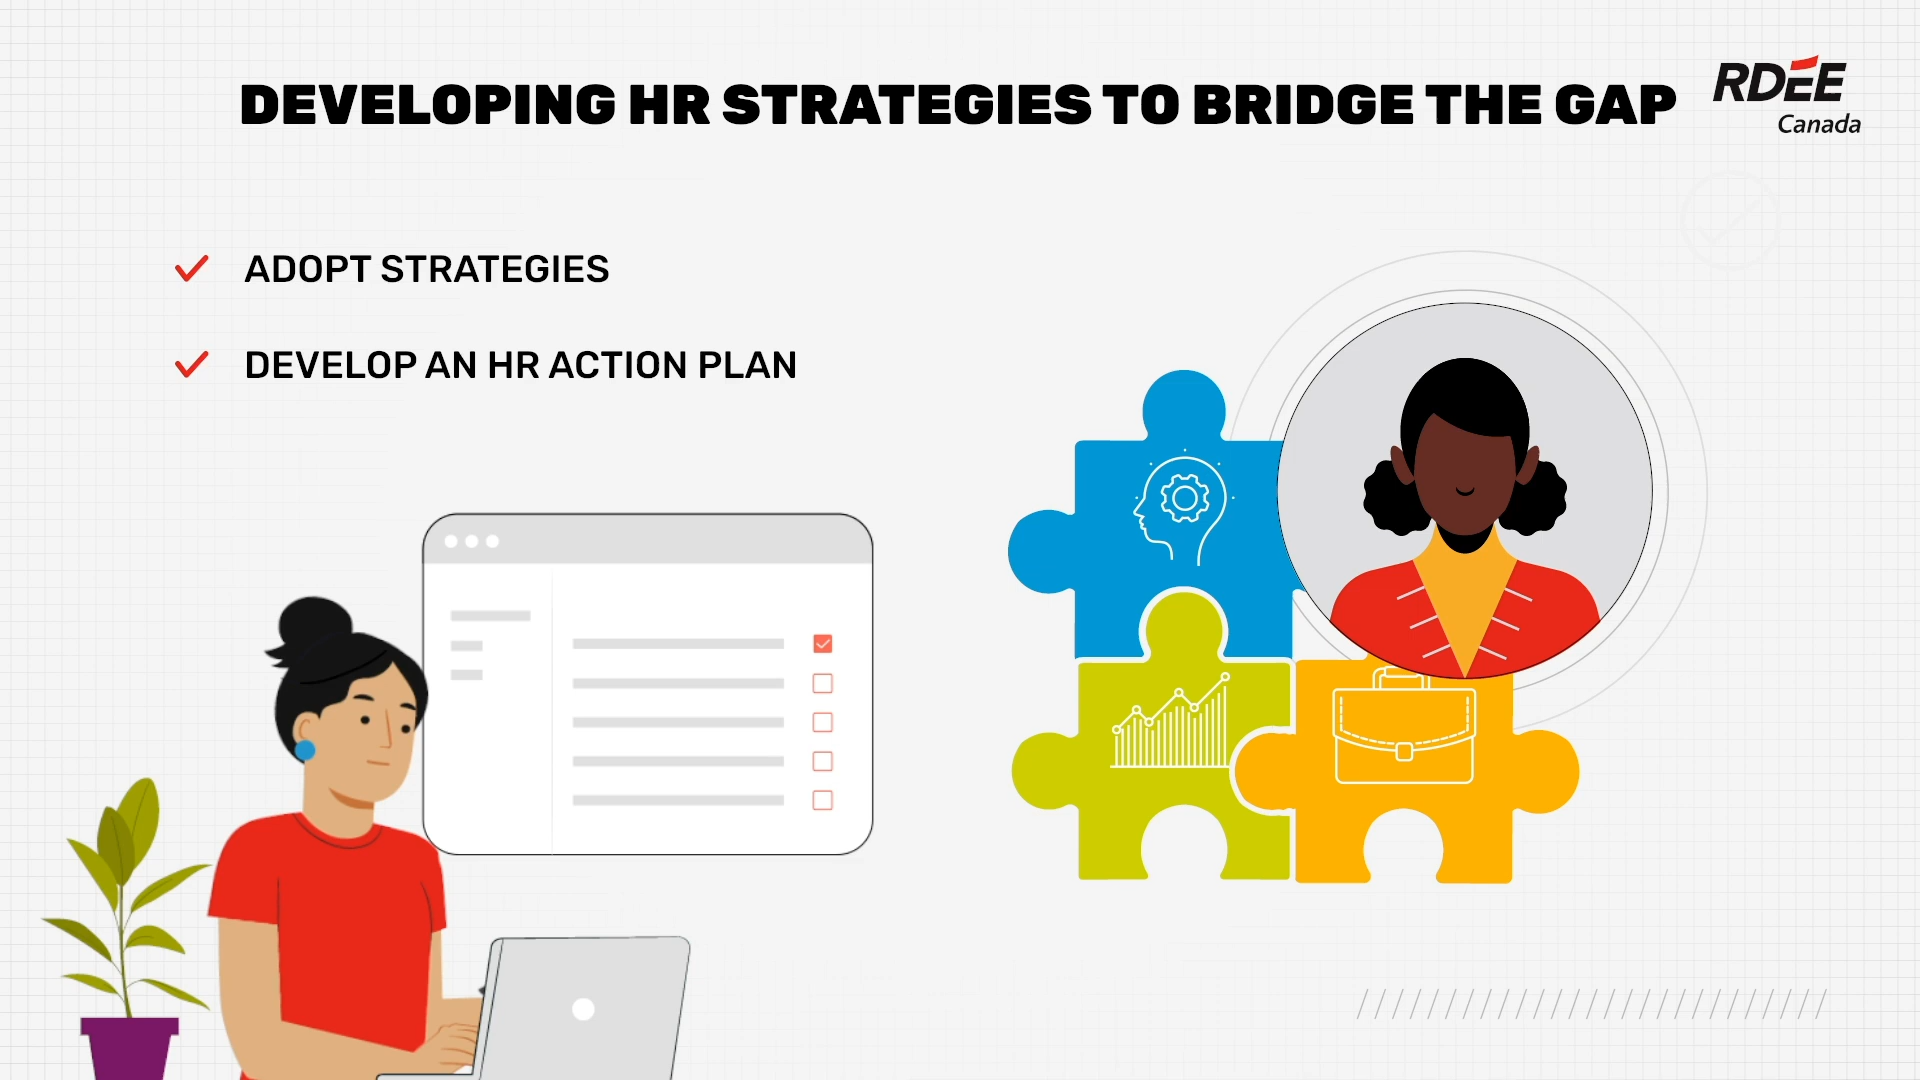 DEVELOPING HR STRATEGIES TO BRIDGE THE GAP
RDÉE
Canada
ADOPT STRATEGIES
DEVELOP AN HR ACTION PLAN